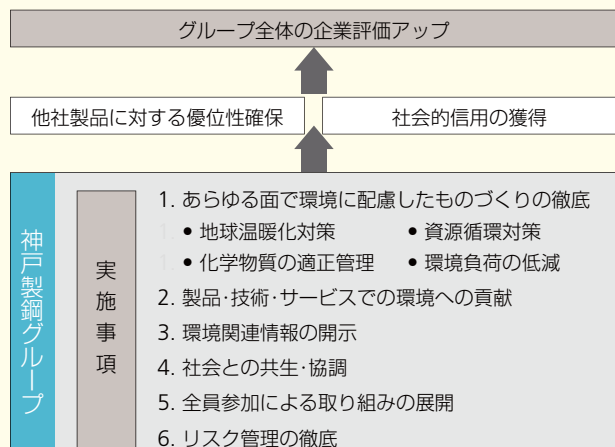 グループ全体の企業評価アップ
他社製品に対する優位性確保
社会的信用の獲得
神戸製鋼グループ
実施事項
1. あらゆる面で環境に配慮したものづくりの徹底
1. • 地球温暖化対策 • 資源循環対策
1. • 化学物質の適正管理 • 環境負荷の低減
2. 製品･技術･サービスでの環境への貢献
3. 環境関連情報の開示
4. 社会との共生･協調
5. 全員参加による取り組みの展開
6. リスク管理の徹底